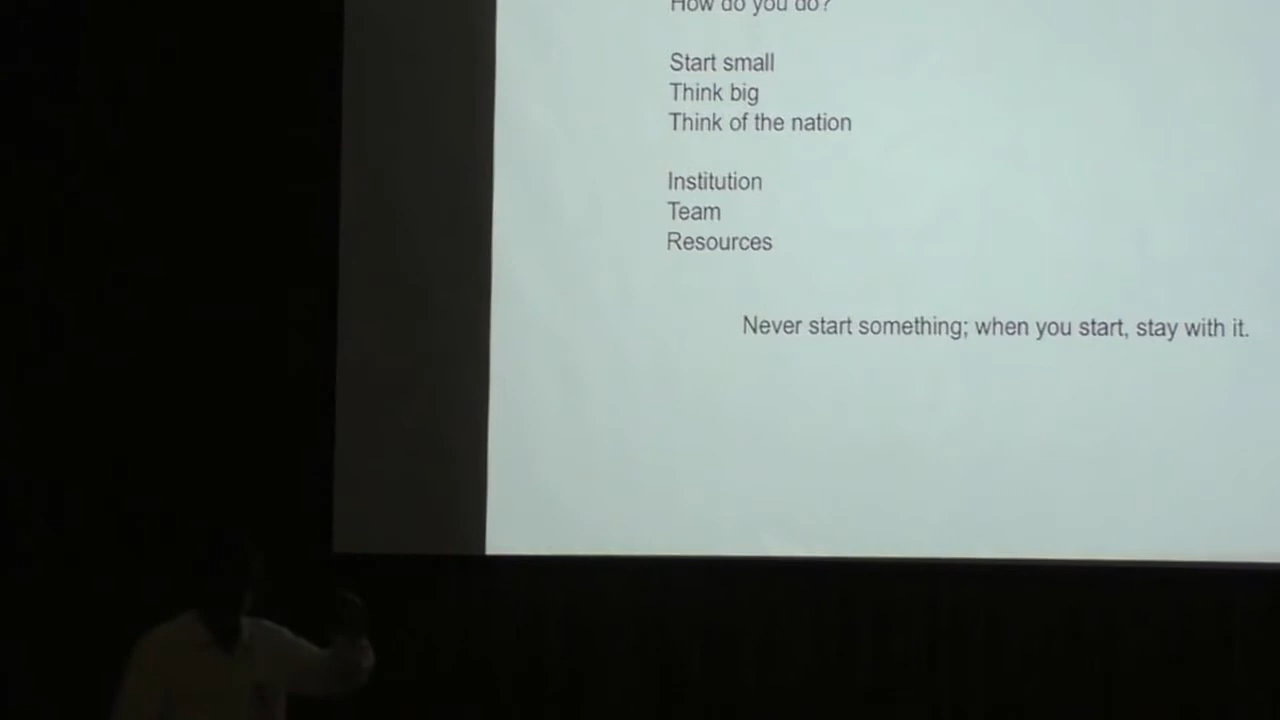 How do you do?
Start small
Think big
Think of the nation
Institution
Team
Resources
Never start something; when you start, stay with it.